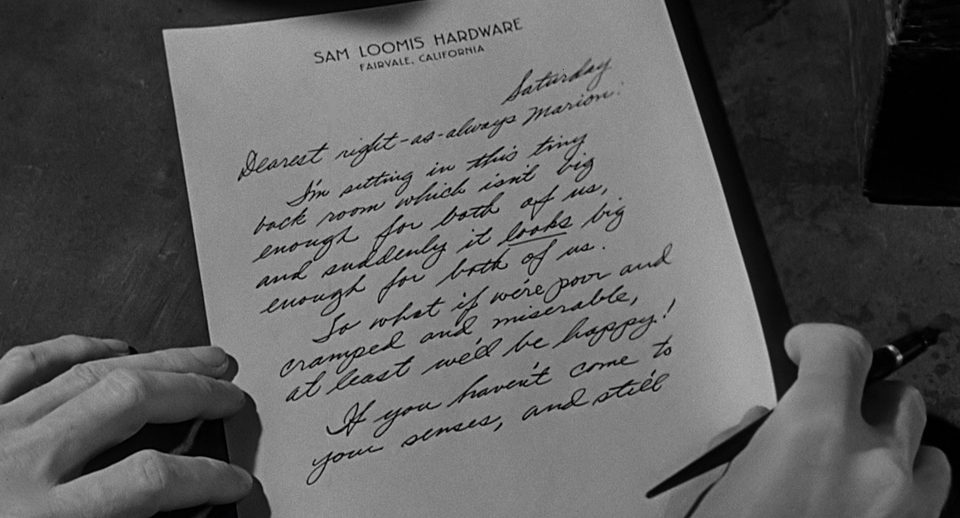 SAM LOOMIS HARDWARE
FAIRVALE, CALIFORNIA
Saturday
Dearest right-as-always Marion:
I'm sitting in this tiny
back room which isn't big
enough for both of us,
and suddenly it looks big
enough for both of us.
So what if we're poor and
cramped and miserable,
at least we'll be happy!
If you haven't come to
your senses, and still